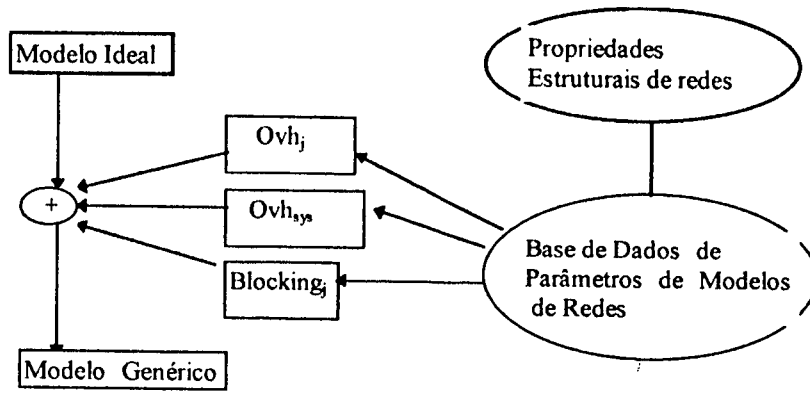 Modelo Ideal
Propriedades
Estruturais de redes
Ovhj
+
Ovhsys
Base de Dados de
Parâmetros de Modelos
de Redes
Blockingj
Modelo Genérico